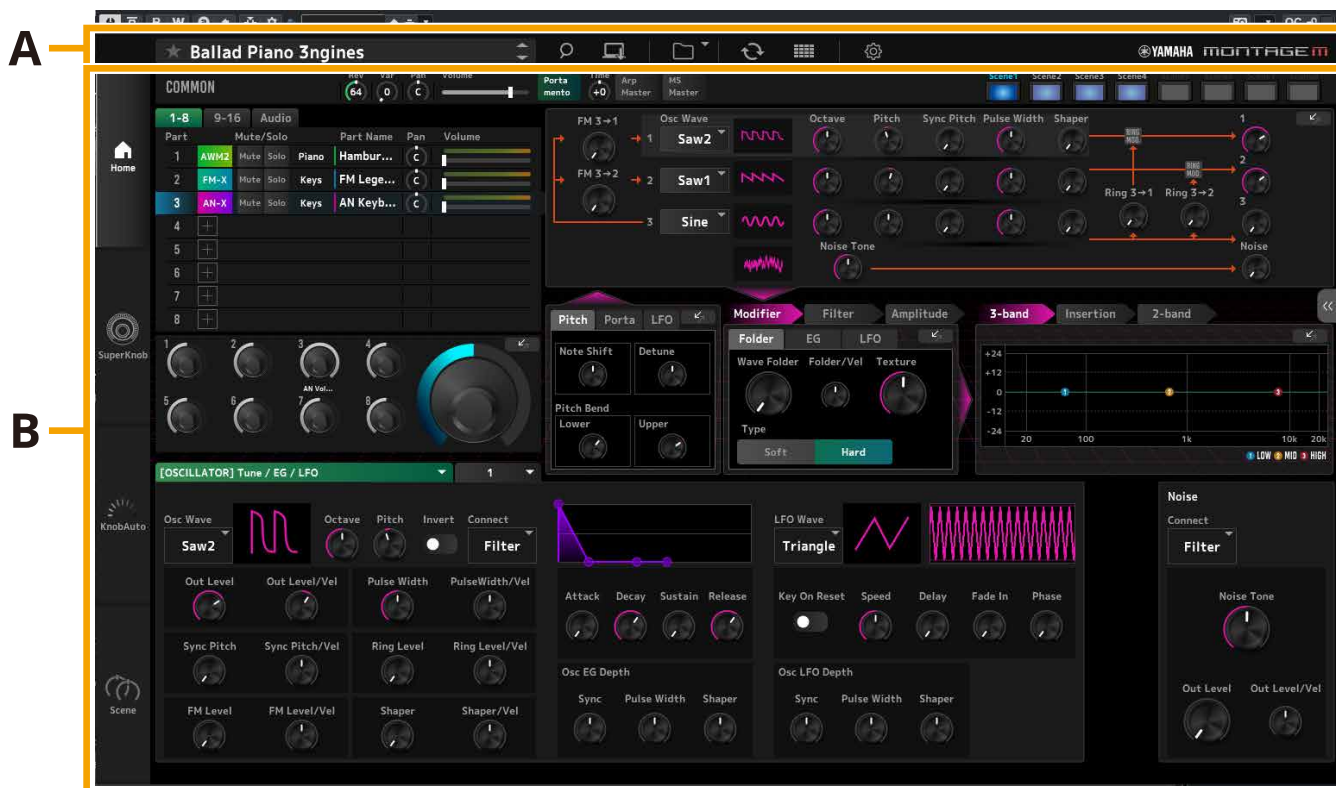 A
★ Ballad Piano 3ngines
YAMAHA MONTAGE M
B
COMMON
Rev Var Pan Volume
64 0 C
Porta mento
Time
+0
Arp Master
MS Master
Scene1 Scene2 Scene3 Scene4
Home
SuperKnob
KnobAuto
Scene
1-8 9-16 Audio
Part Mute/Solo Part Name Pan Volume
1 AWM2 Mute Solo Piano Hambur... C
2 FM-X Mute Solo Keys FM Lege... C
3 AN-X Mute Solo Keys AN Keyb... C
4 +
5 +
6 +
7 +
8 +
1 2 3 4
AN Vol...
5 6 7 8
FM 3→1 Osc Wave Octave Pitch Sync Pitch Pulse Width Shaper 1
1 Saw2
RING MOD.
FM 3→2 2 Saw1
RING MOD.
2
Ring 3→1 Ring 3→2
3 Sine
3
Noise Tone
Noise
Pitch Porta LFO
Note Shift Detune
Pitch Bend
Lower Upper
Modifier Filter Amplitude
Folder EG LFO
Wave Folder Folder/Vel Texture
Type
Soft Hard
3-band Insertion 2-band
+24
+12
0
-12
-24
1 2 3
20 100 1k 10k 20k
1 LOW 2 MID 3 HIGH
[OSCILLATOR] Tune / EG / LFO 1
Osc Wave Octave Pitch Invert Connect
Saw2 Filter
Out Level Out Level/Vel Pulse Width PulseWidth/Vel
Sync Pitch Sync Pitch/Vel Ring Level Ring Level/Vel
FM Level FM Level/Vel Shaper Shaper/Vel
Attack Decay Sustain Release
Osc EG Depth
Sync Pulse Width Shaper
LFO Wave
Triangle
Key On Reset Speed Delay Fade In Phase
Osc LFO Depth
Sync Pulse Width Shaper
Noise
Connect
Filter
Noise Tone
Out Level Out Level/Vel